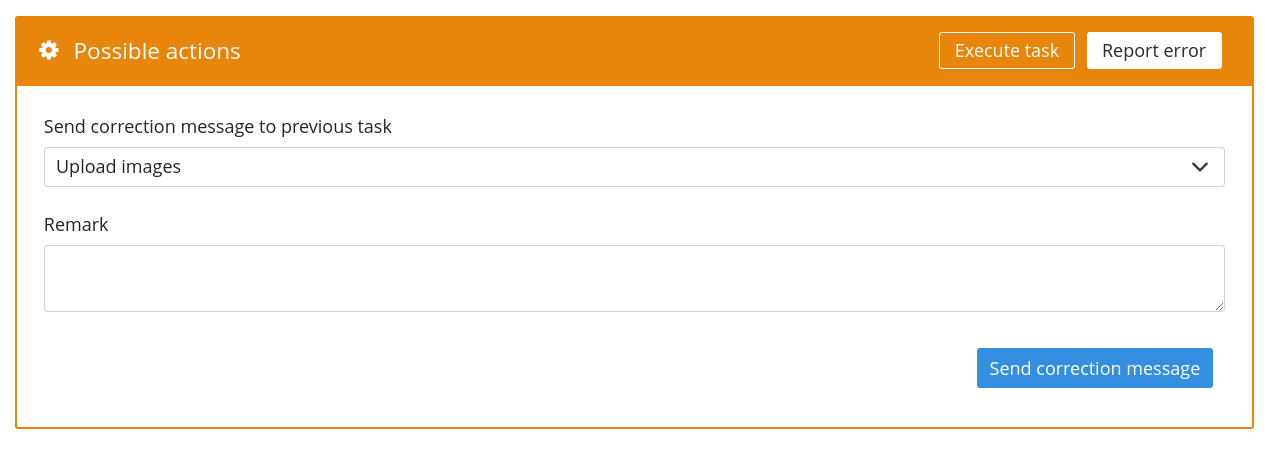 Possible actions
Execute task
Report error
Send correction message to previous task
Upload images
Remark
Send correction message